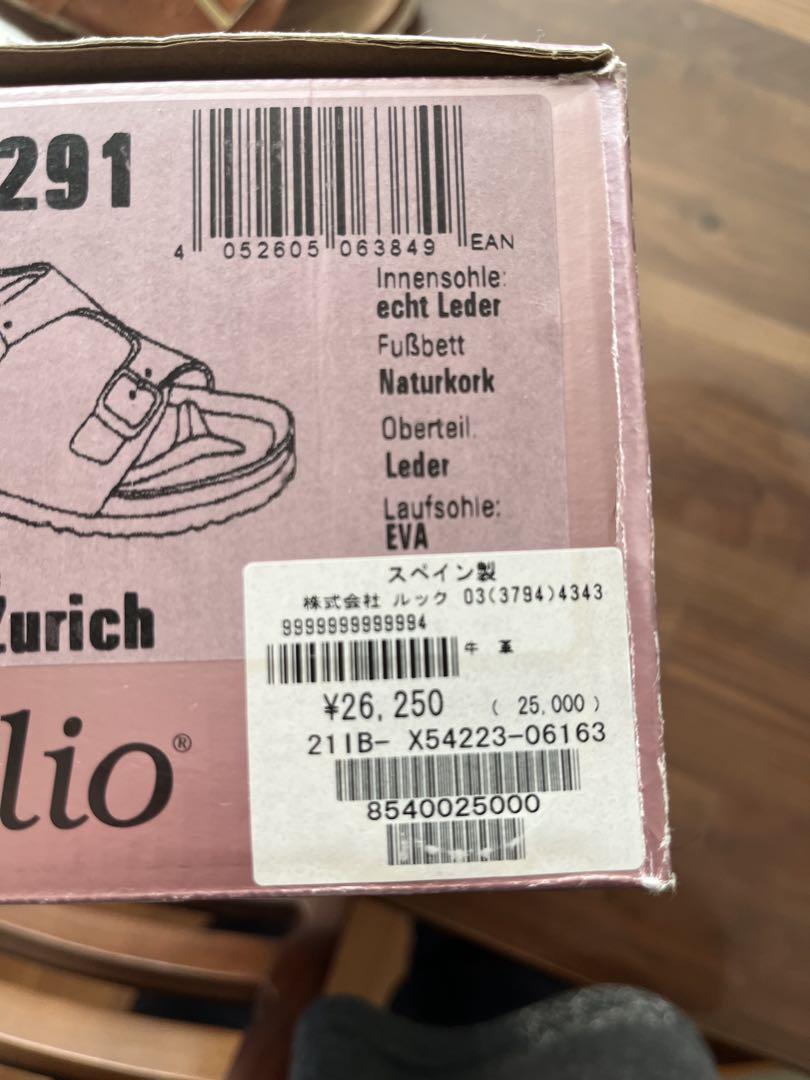 291
4 052605 063849 EAN
Innensohle:
echt Leder
Fußbett
Naturkork
Oberteil:
Leder
Laufsohle:
EVA
Zurich
lio®
スペイン製
株式会社 ルック 03(3794)4343
9999999999994
牛 革
¥26,250 ( 25,000 )
21IB- X54223-06163
8540025000